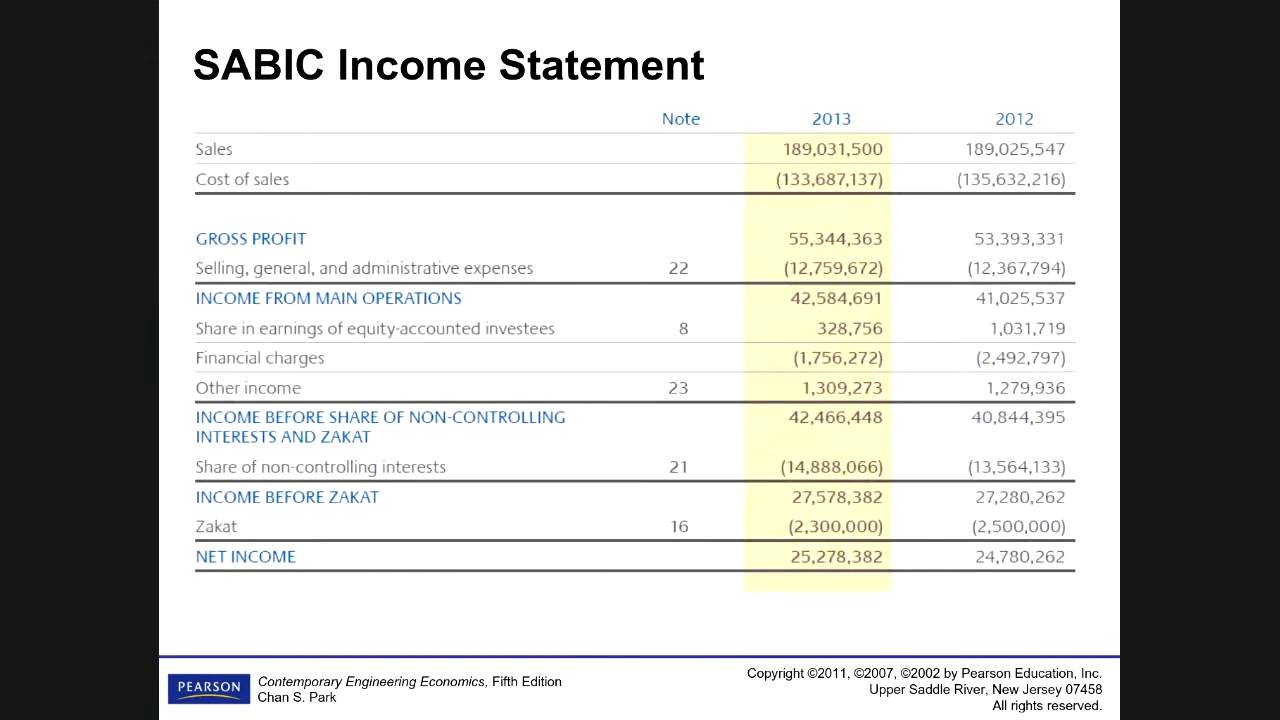 SABIC Income Statement
Note 2013 2012
Sales 189,031,500 189,025,547
Cost of sales (133,687,137) (135,632,216)
GROSS PROFIT 55,344,363 53,393,331
Selling, general, and administrative expenses 22 (12,759,672) (12,367,794)
INCOME FROM MAIN OPERATIONS 42,584,691 41,025,537
Share in earnings of equity-accounted investees 8 328,756 1,031,719
Financial charges (1,756,272) (2,492,797)
Other income 23 1,309,273 1,279,936
INCOME BEFORE SHARE OF NON-CONTROLLING 42,466,448 40,844,395
INTERESTS AND ZAKAT
Share of non-controlling interests 21 (14,888,066) (13,564,133)
INCOME BEFORE ZAKAT 27,578,382 27,280,262
Zakat 16 (2,300,000) (2,500,000)
NET INCOME 25,278,382 24,780,262
PEARSON
Contemporary Engineering Economics, Fifth Edition
Chan S. Park
Copyright ©2011, ©2007, ©2002 by Pearson Education, Inc.
Upper Saddle River, New Jersey 07458
All rights reserved.